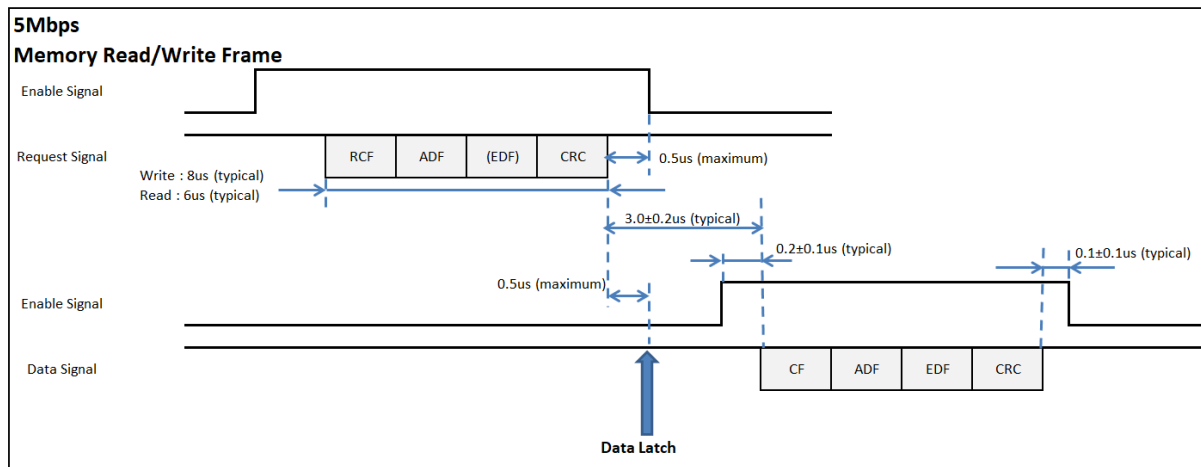 5Mbps
Memory Read/Write Frame
Enable Signal
Request Signal
RCF
ADF
(EDF)
CRC
0.5us (maximum)
Write : 8us (typical)
Read : 6us (typical)
3.0±0.2us (typical)
0.2±0.1us (typical)
0.1±0.1us (typical)
0.5us (maximum)
Enable Signal
Data Signal
CF
ADF
EDF
CRC
Data Latch